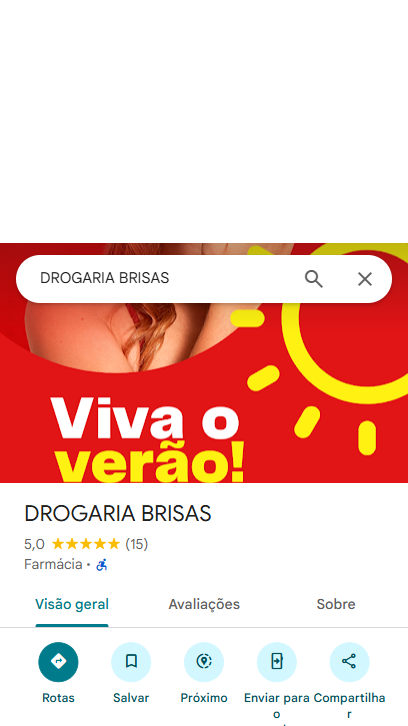 DROGARIA BRISAS
Viva o
verão!
DROGARIA BRISAS
5,0 (15)
Farmácia ·
Visão geral Avaliações Sobre
Rotas Salvar Próximo Enviar para o Compartilhar